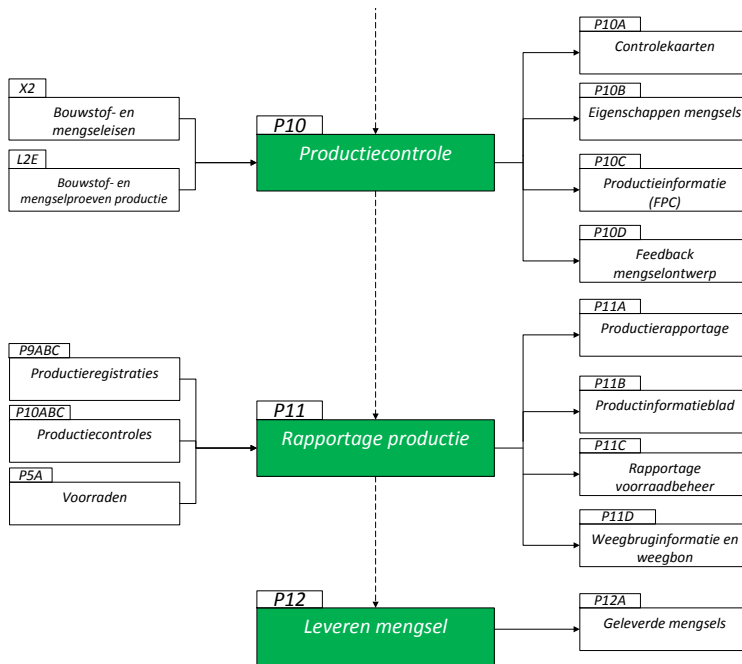 P10A
Controlekaarten
X2
Bouwstof- en
mengseleisen
P10B
Eigenschappen mengsels
P10
Productiecontrole
L2E
Bouwstof- en
mengselproeven productie
P10C
Productieinformatie
(FPC)
P10D
Feedback
mengselontwerp
P11A
Productierapportage
P9ABC
Productieregistraties
P11B
Productinformatieblad
P10ABC
Productiecontroles
P11
Rapportage productie
P11C
Rapportage
voorraadbeheer
P5A
Voorraden
P11D
Weegbruginformatie en
weegbon
P12
Leveren mengsel
P12A
Geleverde mengsels